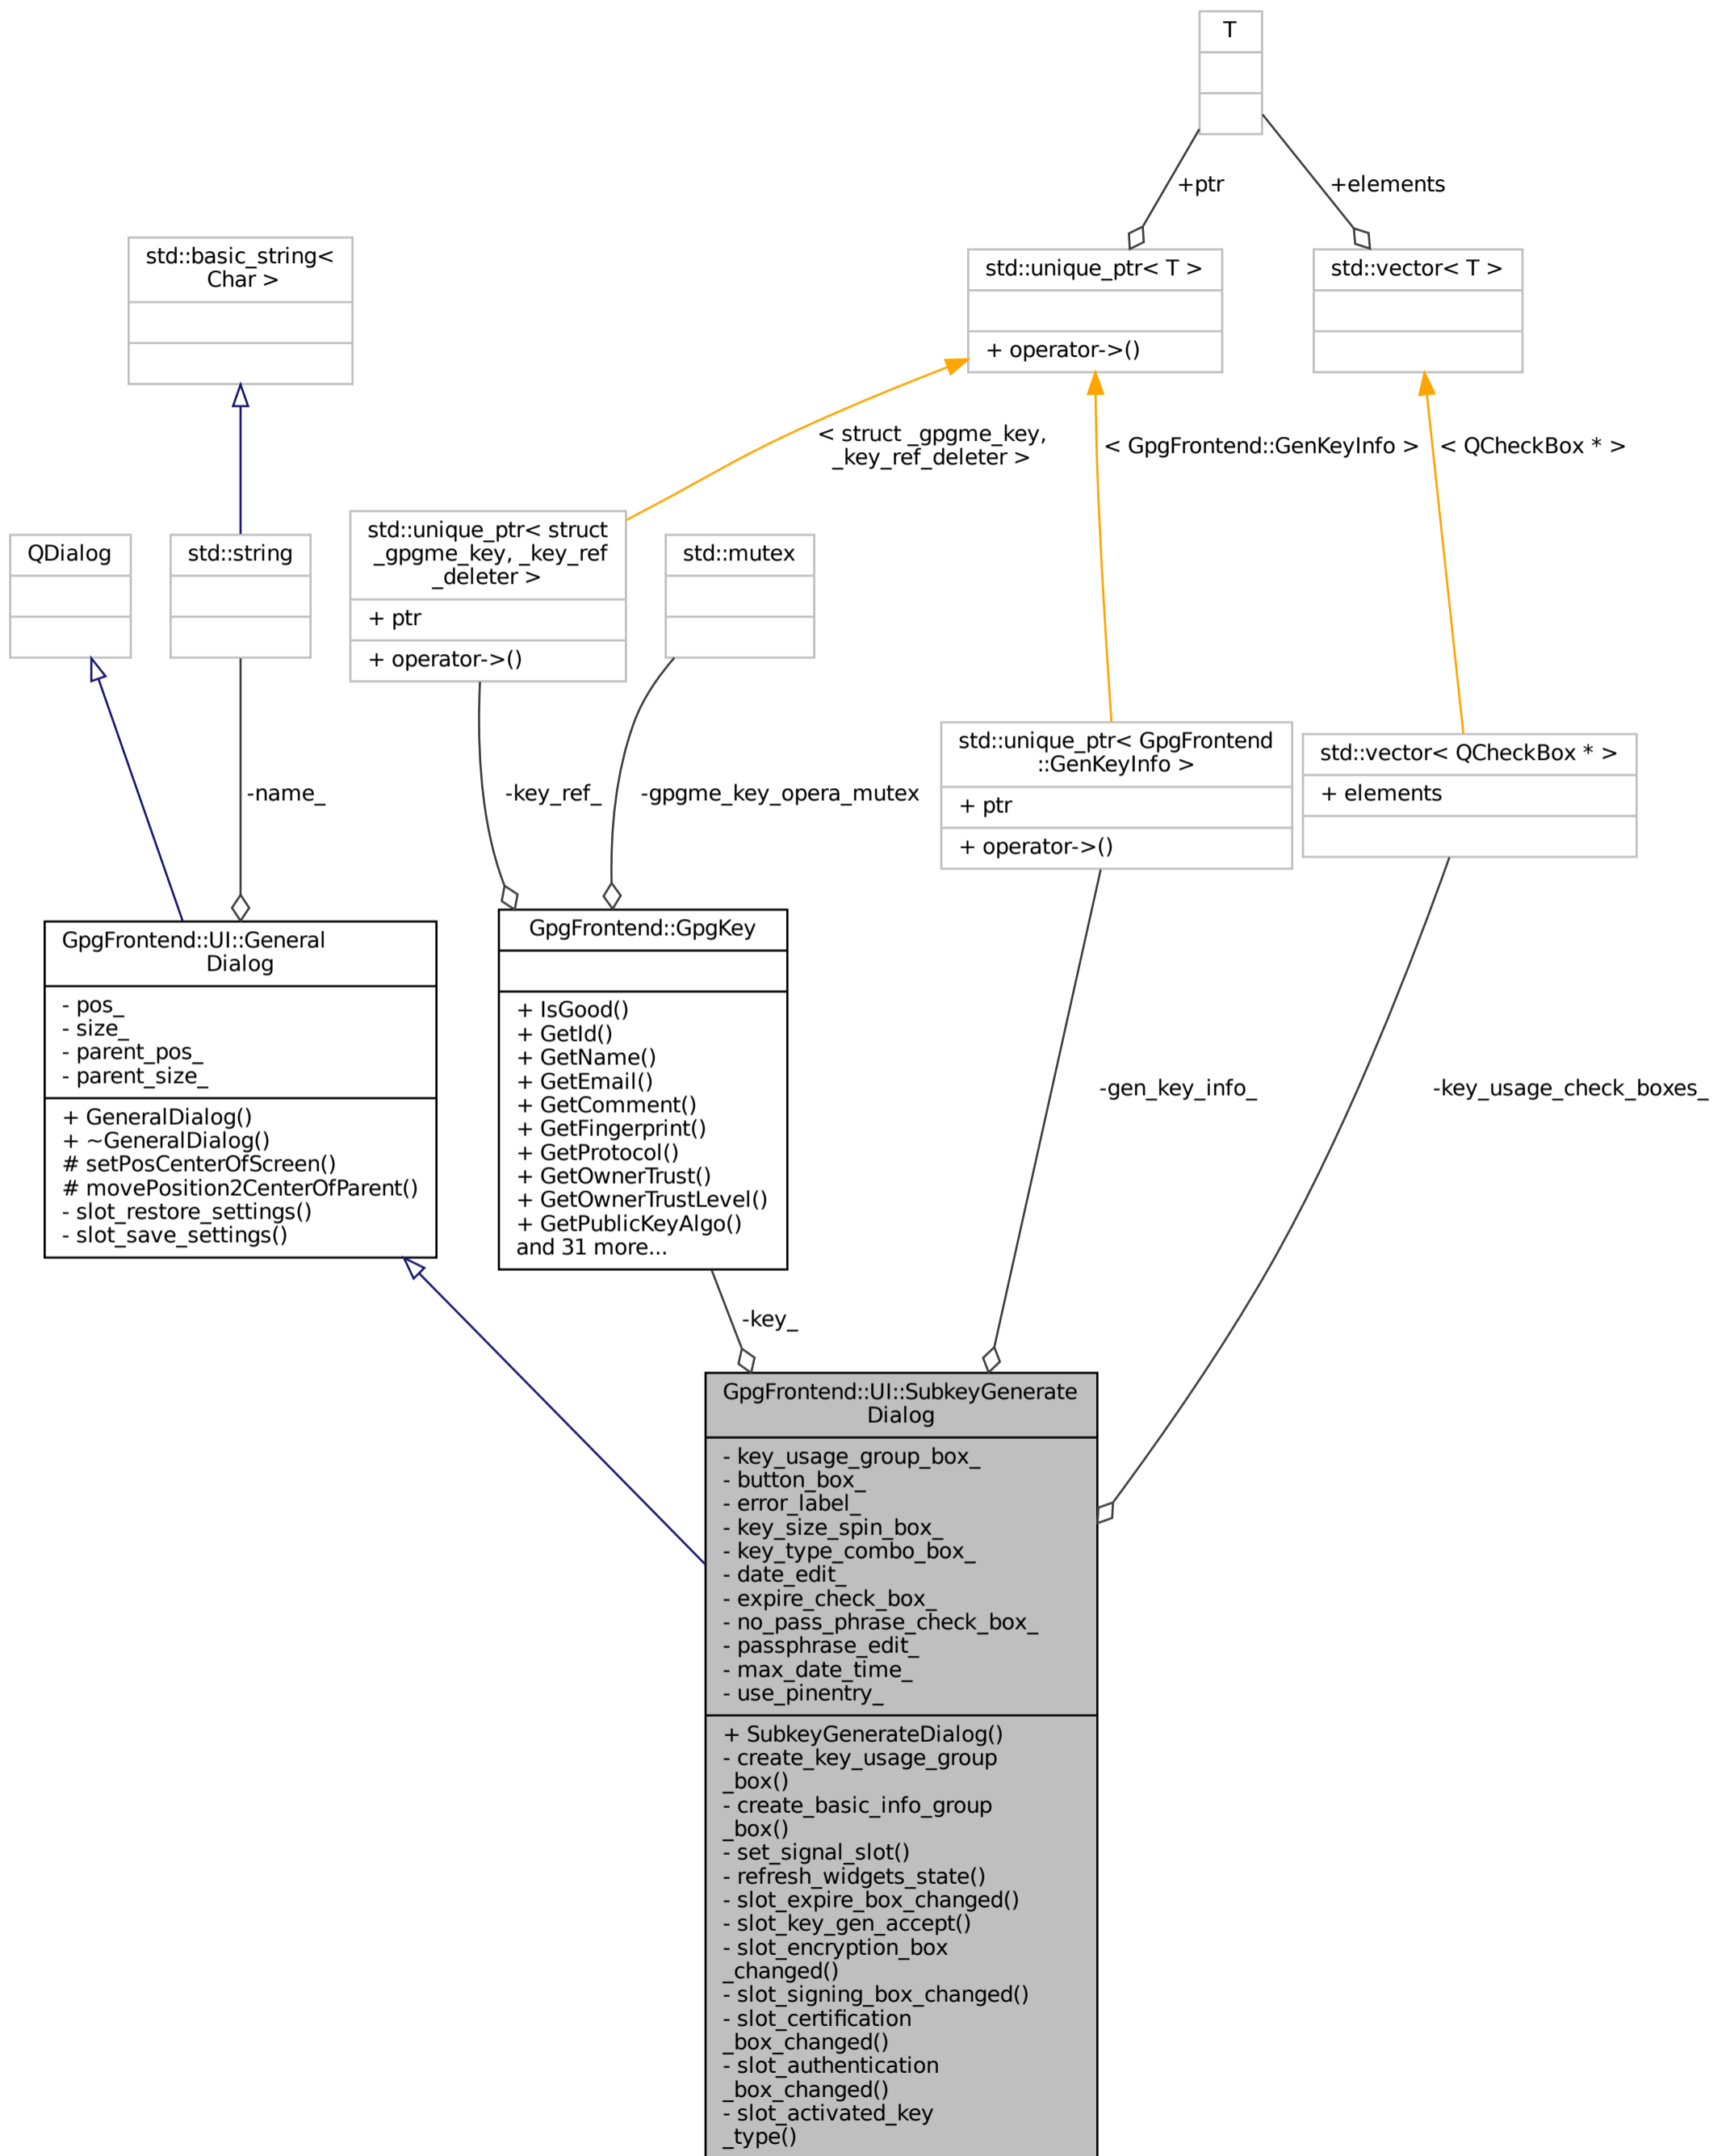 T
+ptr
+elements
std::basic_string<
Char >
std::unique_ptr< T >
+ operator->()
std::vector< T >
< struct _gpgme_key,
_key_ref_deleter >
< GpgFrontend::GenKeyInfo >
< QCheckBox * >
QDialog
std::string
std::unique_ptr< struct
_gpgme_key, _key_ref
_deleter >
+ ptr
+ operator->()
std::mutex
std::unique_ptr< GpgFrontend
::GenKeyInfo >
+ ptr
+ operator->()
std::vector< QCheckBox * >
+ elements
-name_
-key_ref_
-gpgme_key_opera_mutex
GpgFrontend::UI::General
Dialog
- pos_
- size_
- parent_pos_
- parent_size_
+ GeneralDialog()
+ ~GeneralDialog()
# setPosCenterOfScreen()
# movePosition2CenterOfParent()
- slot_restore_settings()
- slot_save_settings()
GpgFrontend::GpgKey
+ IsGood()
+ GetId()
+ GetName()
+ GetEmail()
+ GetComment()
+ GetFingerprint()
+ GetProtocol()
+ GetOwnerTrust()
+ GetOwnerTrustLevel()
+ GetPublicKeyAlgo()
and 31 more...
-gen_key_info_
-key_usage_check_boxes_
-key_
GpgFrontend::UI::SubkeyGenerate
Dialog
- key_usage_group_box_
- button_box_
- error_label_
- key_size_spin_box_
- key_type_combo_box_
- date_edit_
- expire_check_box_
- no_pass_phrase_check_box_
- passphrase_edit_
- max_date_time_
- use_pinentry_
+ SubkeyGenerateDialog()
- create_key_usage_group
_box()
- create_basic_info_group
_box()
- set_signal_slot()
- refresh_widgets_state()
- slot_expire_box_changed()
- slot_key_gen_accept()
- slot_encryption_box
_changed()
- slot_signing_box_changed()
- slot_certification
_box_changed()
- slot_authentication
_box_changed()
- slot_activated_key
_type()